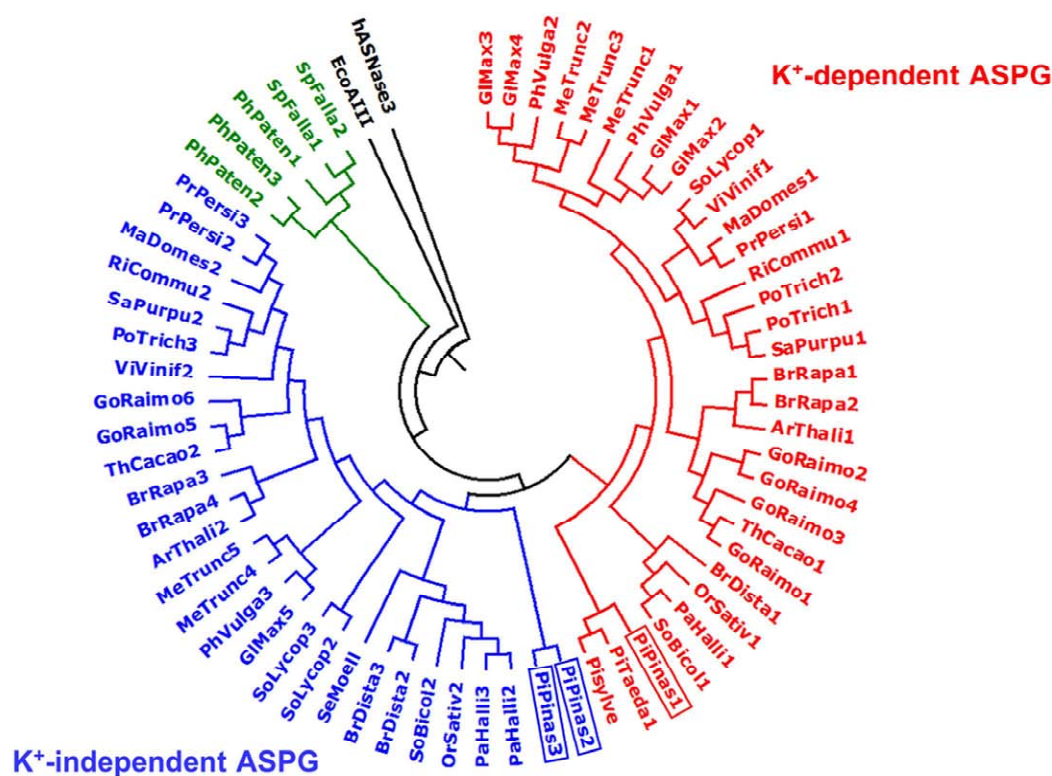 hASNase3
EcoAIII
SpFalla2
SpFalla1
PhPaten1
PhPaten3
PhPaten2
PrPersi3
PrPersi2
MaDomes2
RiCommu2
SaPurpu2
PoTrich3
ViVinif2
GoRaimo6
GoRaimo5
ThCacao2
BrRapa3
BrRapa4
ArThali2
MeTrunc5
MeTrunc4
PhVulga3
GlMax5
SoLycop3
SoLycop2
SeMoell
BrDista3
BrDista2
SoBicol2
OrSativ2
PaHalli3
PaHalli2
PiPinas3
PiPinas2
K⁺-independent ASPG
K⁺-dependent ASPG
GlMax3
GlMax4
PhVulga2
MeTrunc2
MeTrunc3
MeTrunc1
PhVulga1
GlMax1
GlMax2
SoLycop1
ViVinif1
MaDomes1
PrPersi1
RiCommu1
PoTrich2
PoTrich1
SaPurpu1
BrRapa1
BrRapa2
ArThali1
GoRaimo2
GoRaimo4
GoRaimo3
ThCacao1
GoRaimo1
BrDista1
OrSativ1
PaHalli1
SoBicol1
PiPinas1
PiTaeda1
Pisylve